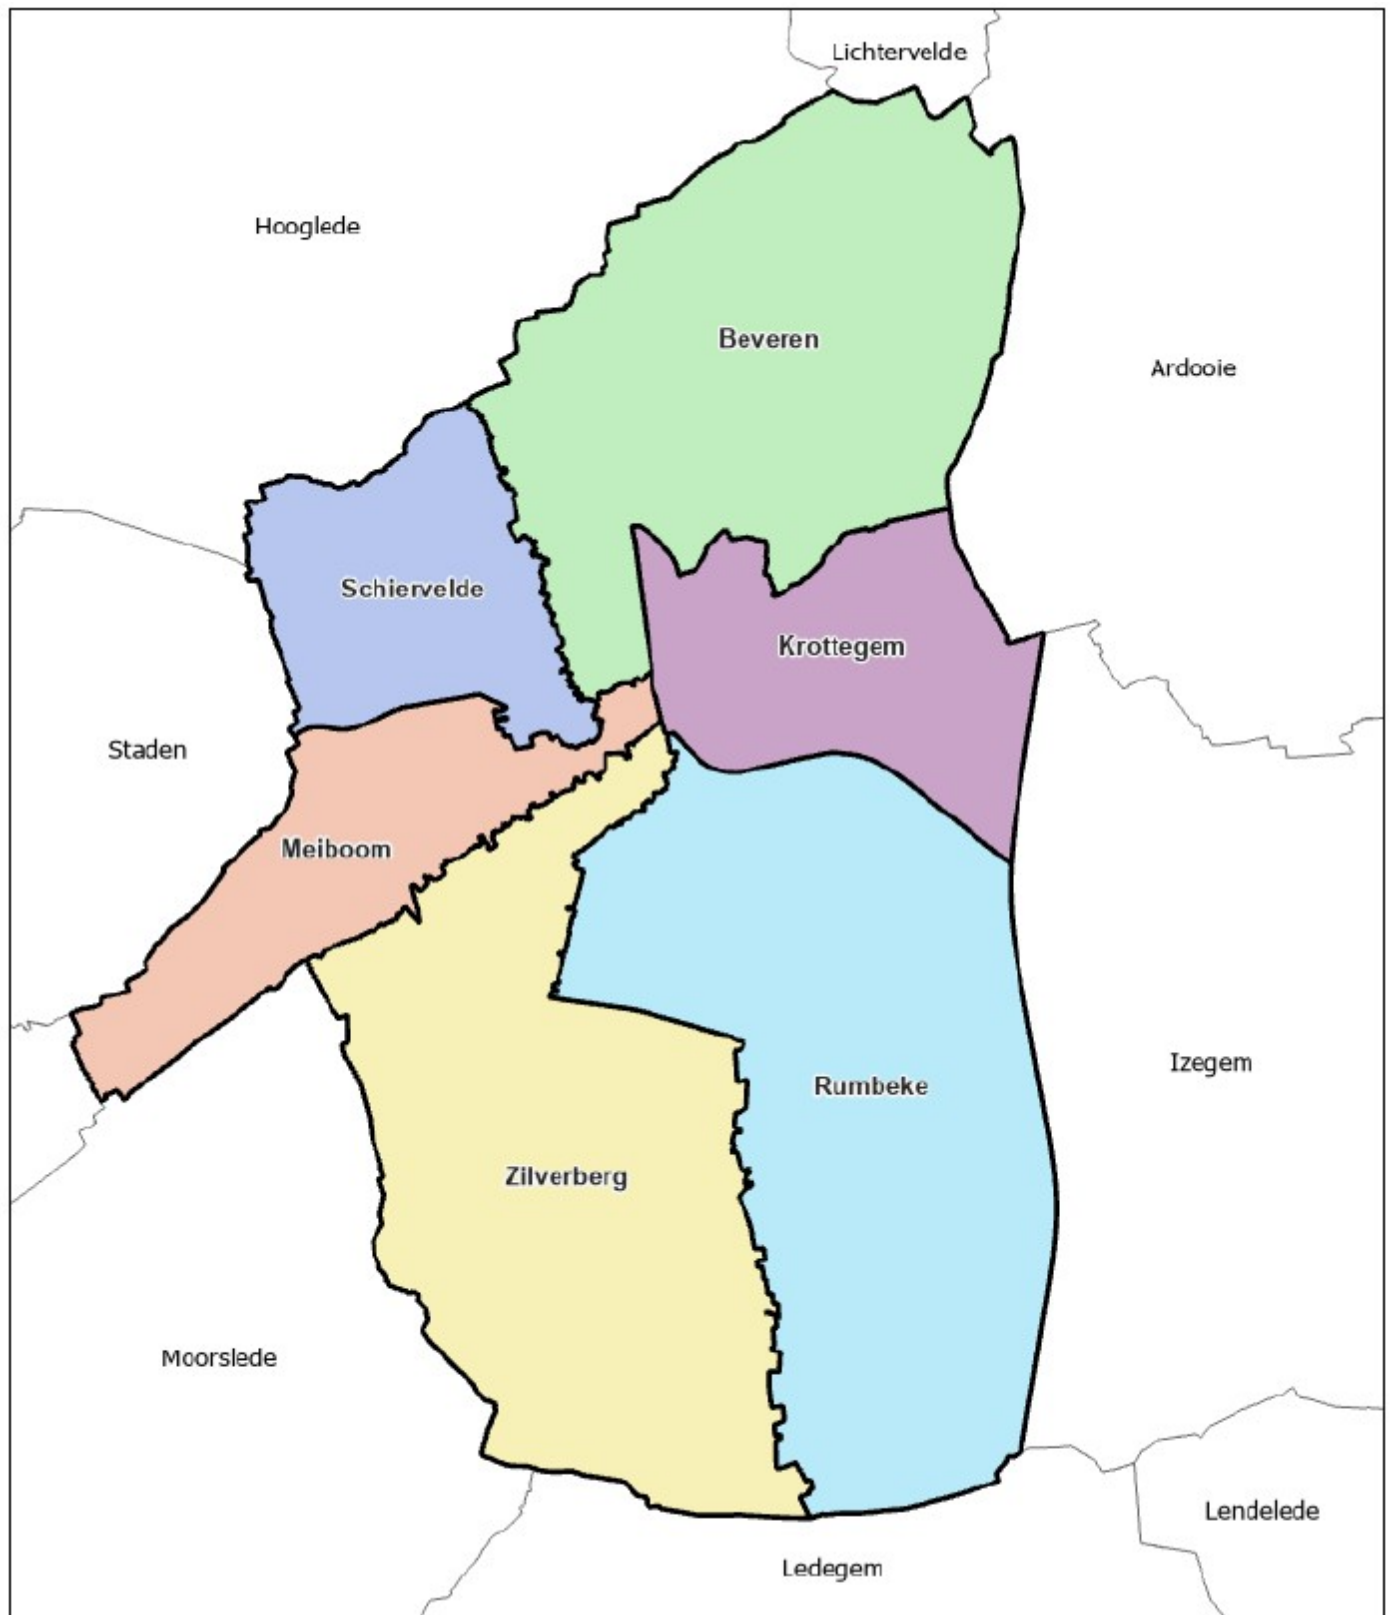 Lichtervelde
Hooglede
Beveren
Ardooie
Schiervelde
Krottegem
Staden
Meiboom
Izegem
Rumbeke
Zilverberg
Moorslede
Lendelede
Ledegem